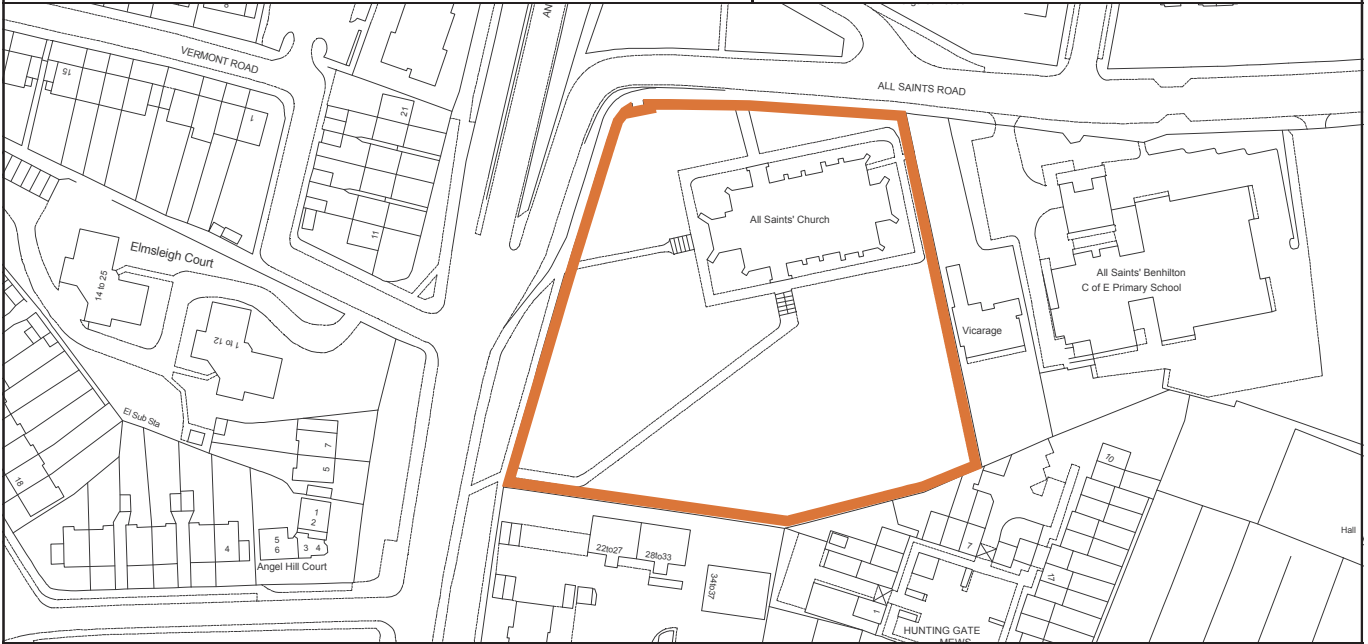 AN
VERMONT ROAD
15
1
21
11
ALL SAINTS ROAD
Elmsleigh Court
14 to 25
1 to 12
El Sub Sta
18
7
5
1
2
5
6
3 4
4
Angel Hill Court
All Saints' Church
Vicarage
All Saints' Benhilton
C of E Primary School
22to27
28to33
34to37
10
7
17
1
Hall
HUNTING GATE
MEWS